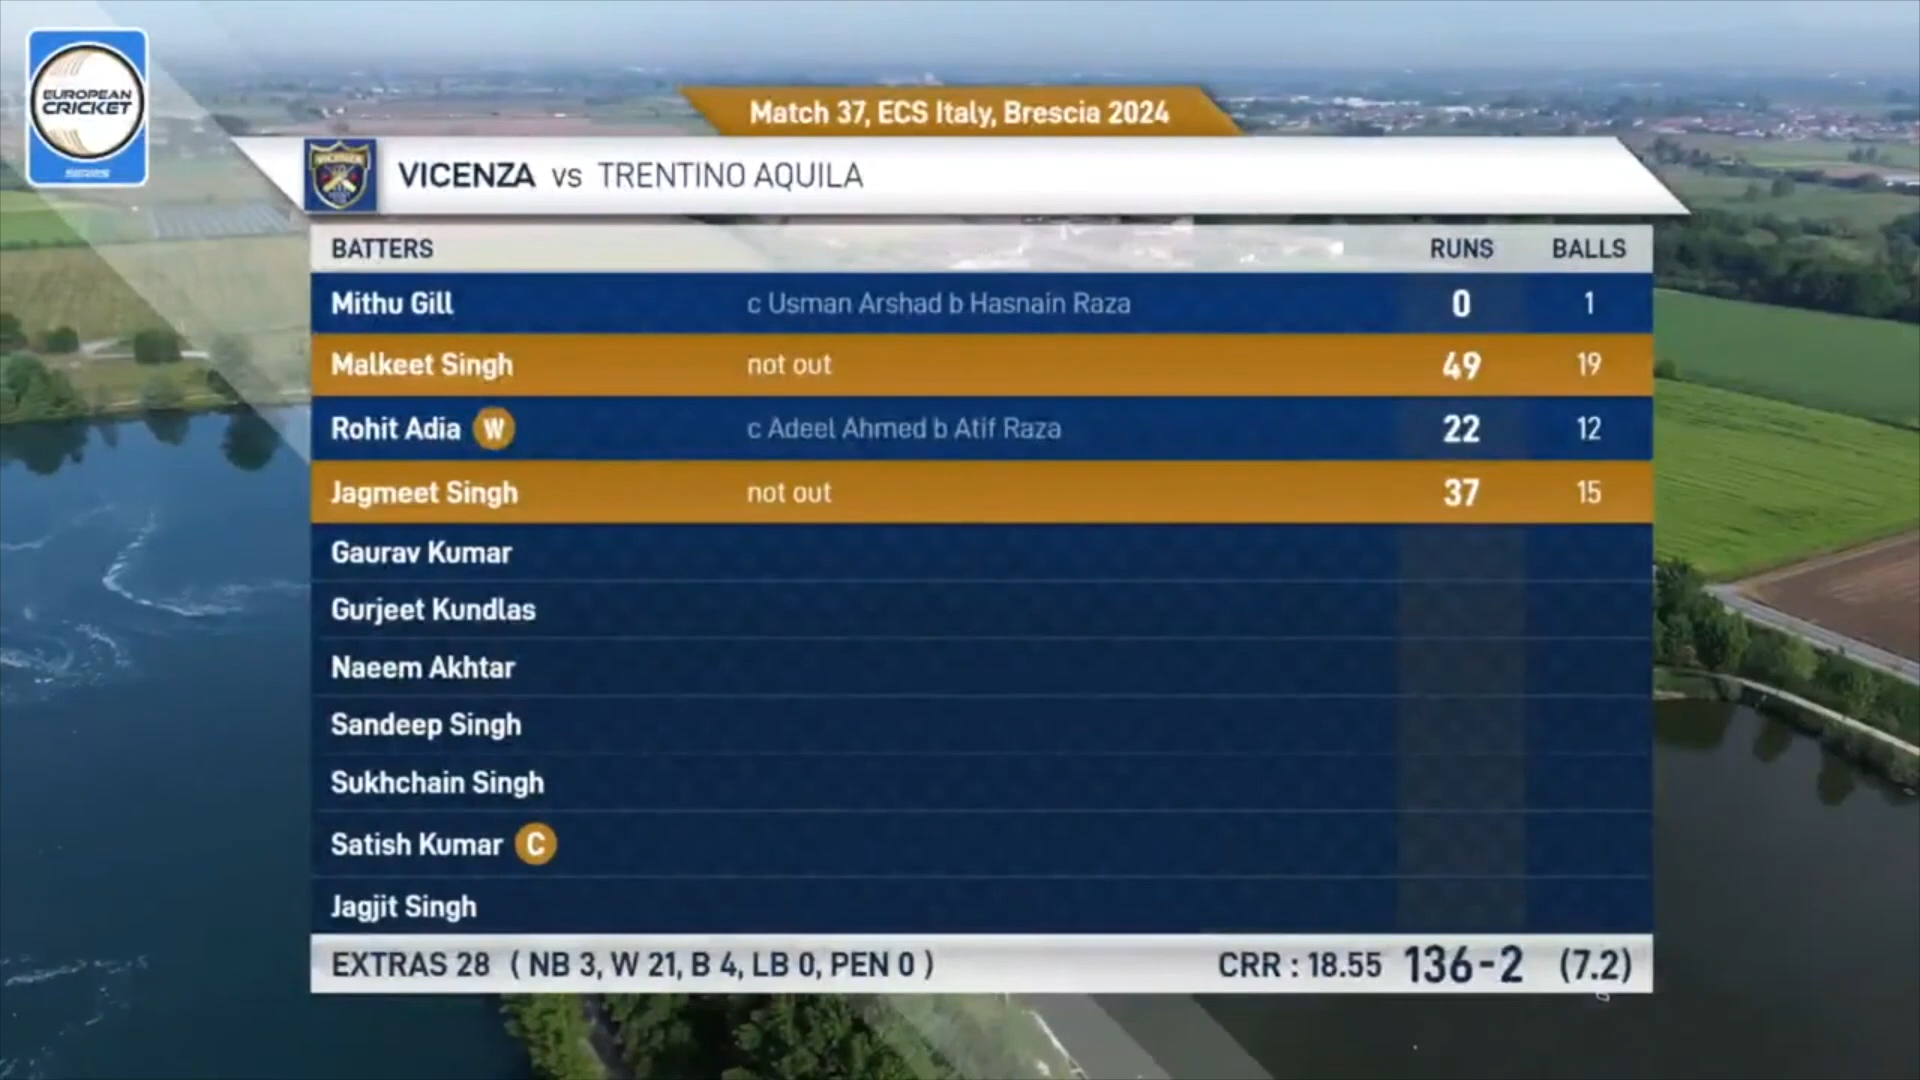 EUROPEAN
CRICKET
SERIES
Match 37, ECS Italy, Brescia 2024
VICENZA
VICENZA vs TRENTINO AQUILA
BATTERS RUNS BALLS
Mithu Gill c Usman Arshad b Hasnain Raza 0 1
Malkeet Singh not out 49 19
Rohit Adia W c Adeel Ahmed b Atif Raza 22 12
Jagmeet Singh not out 37 15
Gaurav Kumar
Gurjeet Kundlas
Naeem Akhtar
Sandeep Singh
Sukhchain Singh
Satish Kumar C
Jagjit Singh
EXTRAS 28 ( NB 3, W 21, B 4, LB 0, PEN 0 ) CRR : 18.55 136-2 (7.2)